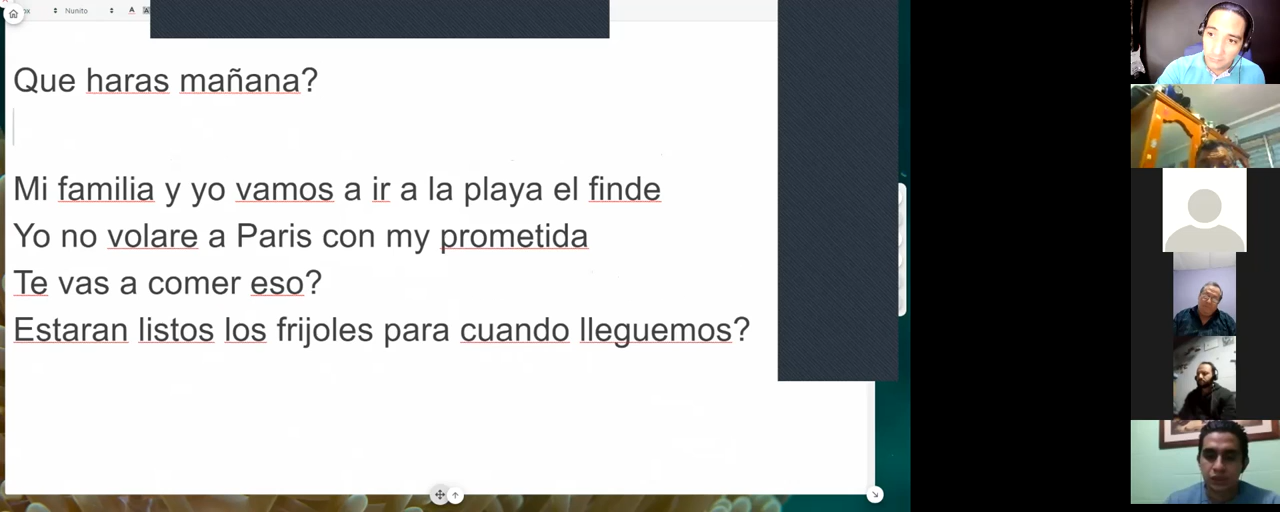 Nunito
Que haras mañana?
Mi familia y yo vamos a ir a la playa el finde
Yo no volare a Paris con my prometida
Te vas a comer eso?
Estaran listos los frijoles para cuando lleguemos?